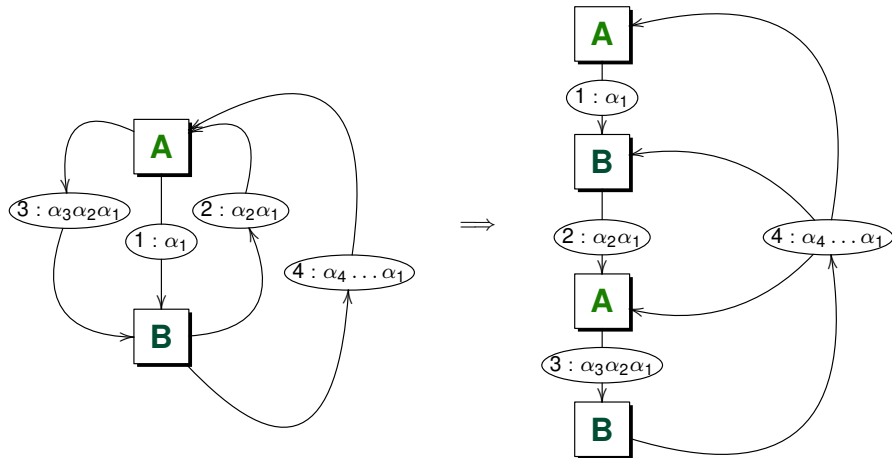 A
3 : α₃α₂α₁
2 : α₂α₁
1 : α₁
4 : α₄ . . . α₁
B
⟹
A
1 : α₁
B
2 : α₂α₁
4 : α₄ . . . α₁
A
3 : α₃α₂α₁
B